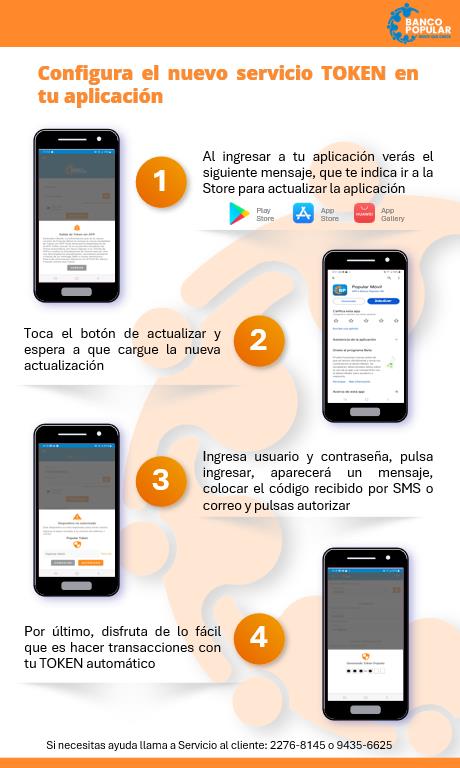 BANCO
POPULAR
Configura el nuevo servicio TOKEN en
tu aplicación
1
Al ingresar a tu aplicación verás el
siguiente mensaje, que te indica ir a la
Store para actualizar la aplicación
Play
Store
App
Store
HUAWEI
App
Gallery
Toca el botón de actualizar y
espera a que cargue la nueva
actualización
2
Popular Móvil
3
Ingresa usuario y contraseña, pulsa
ingresar, aparecerá un mensaje,
colocar el código recibido por SMS o
correo y pulsas autorizar
Popular Token
Por último, disfruta de lo fácil
que es hacer transacciones con
tu TOKEN automático
4
Si necesitas ayuda llama a Servicio al cliente: 2276-8145 o 9435-6625